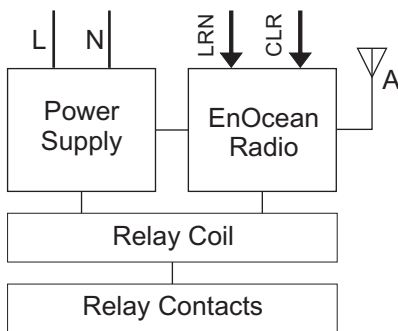 L N LRN CLR
A
Power
Supply
EnOcean
Radio
Relay Coil
Relay Contacts